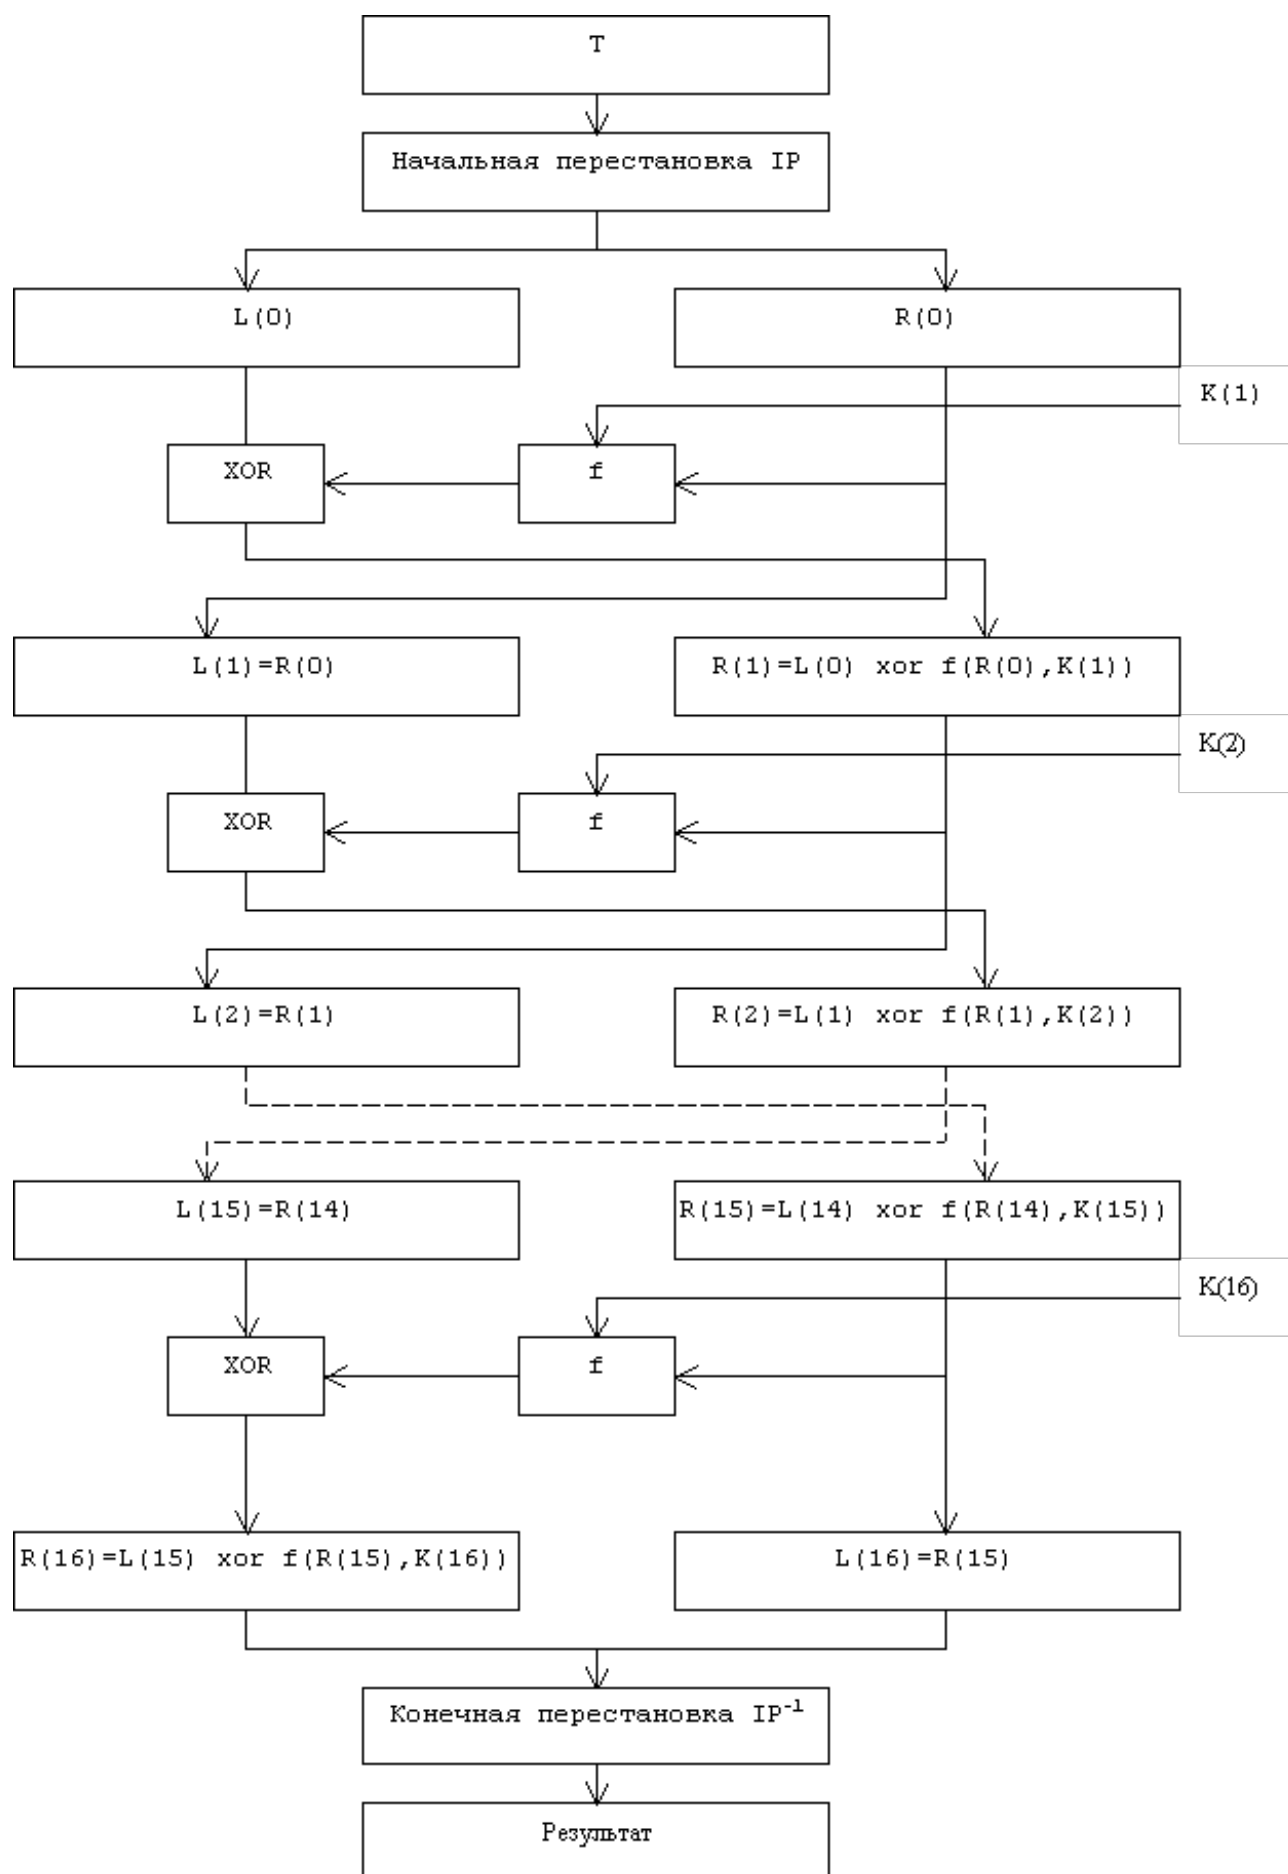 T
Начальная перестановка IP
L(0)
R(0)
K(1)
XOR
f
L(1)=R(0)
R(1)=L(0) xor f(R(0),K(1))
K(2)
XOR
f
L(2)=R(1)
R(2)=L(1) xor f(R(1),K(2))
L(15)=R(14)
R(15)=L(14) xor f(R(14),K(15))
K(16)
XOR
f
R(16)=L(15) xor f(R(15),K(16))
L(16)=R(15)
Конечная перестановка IP⁻¹
Результат